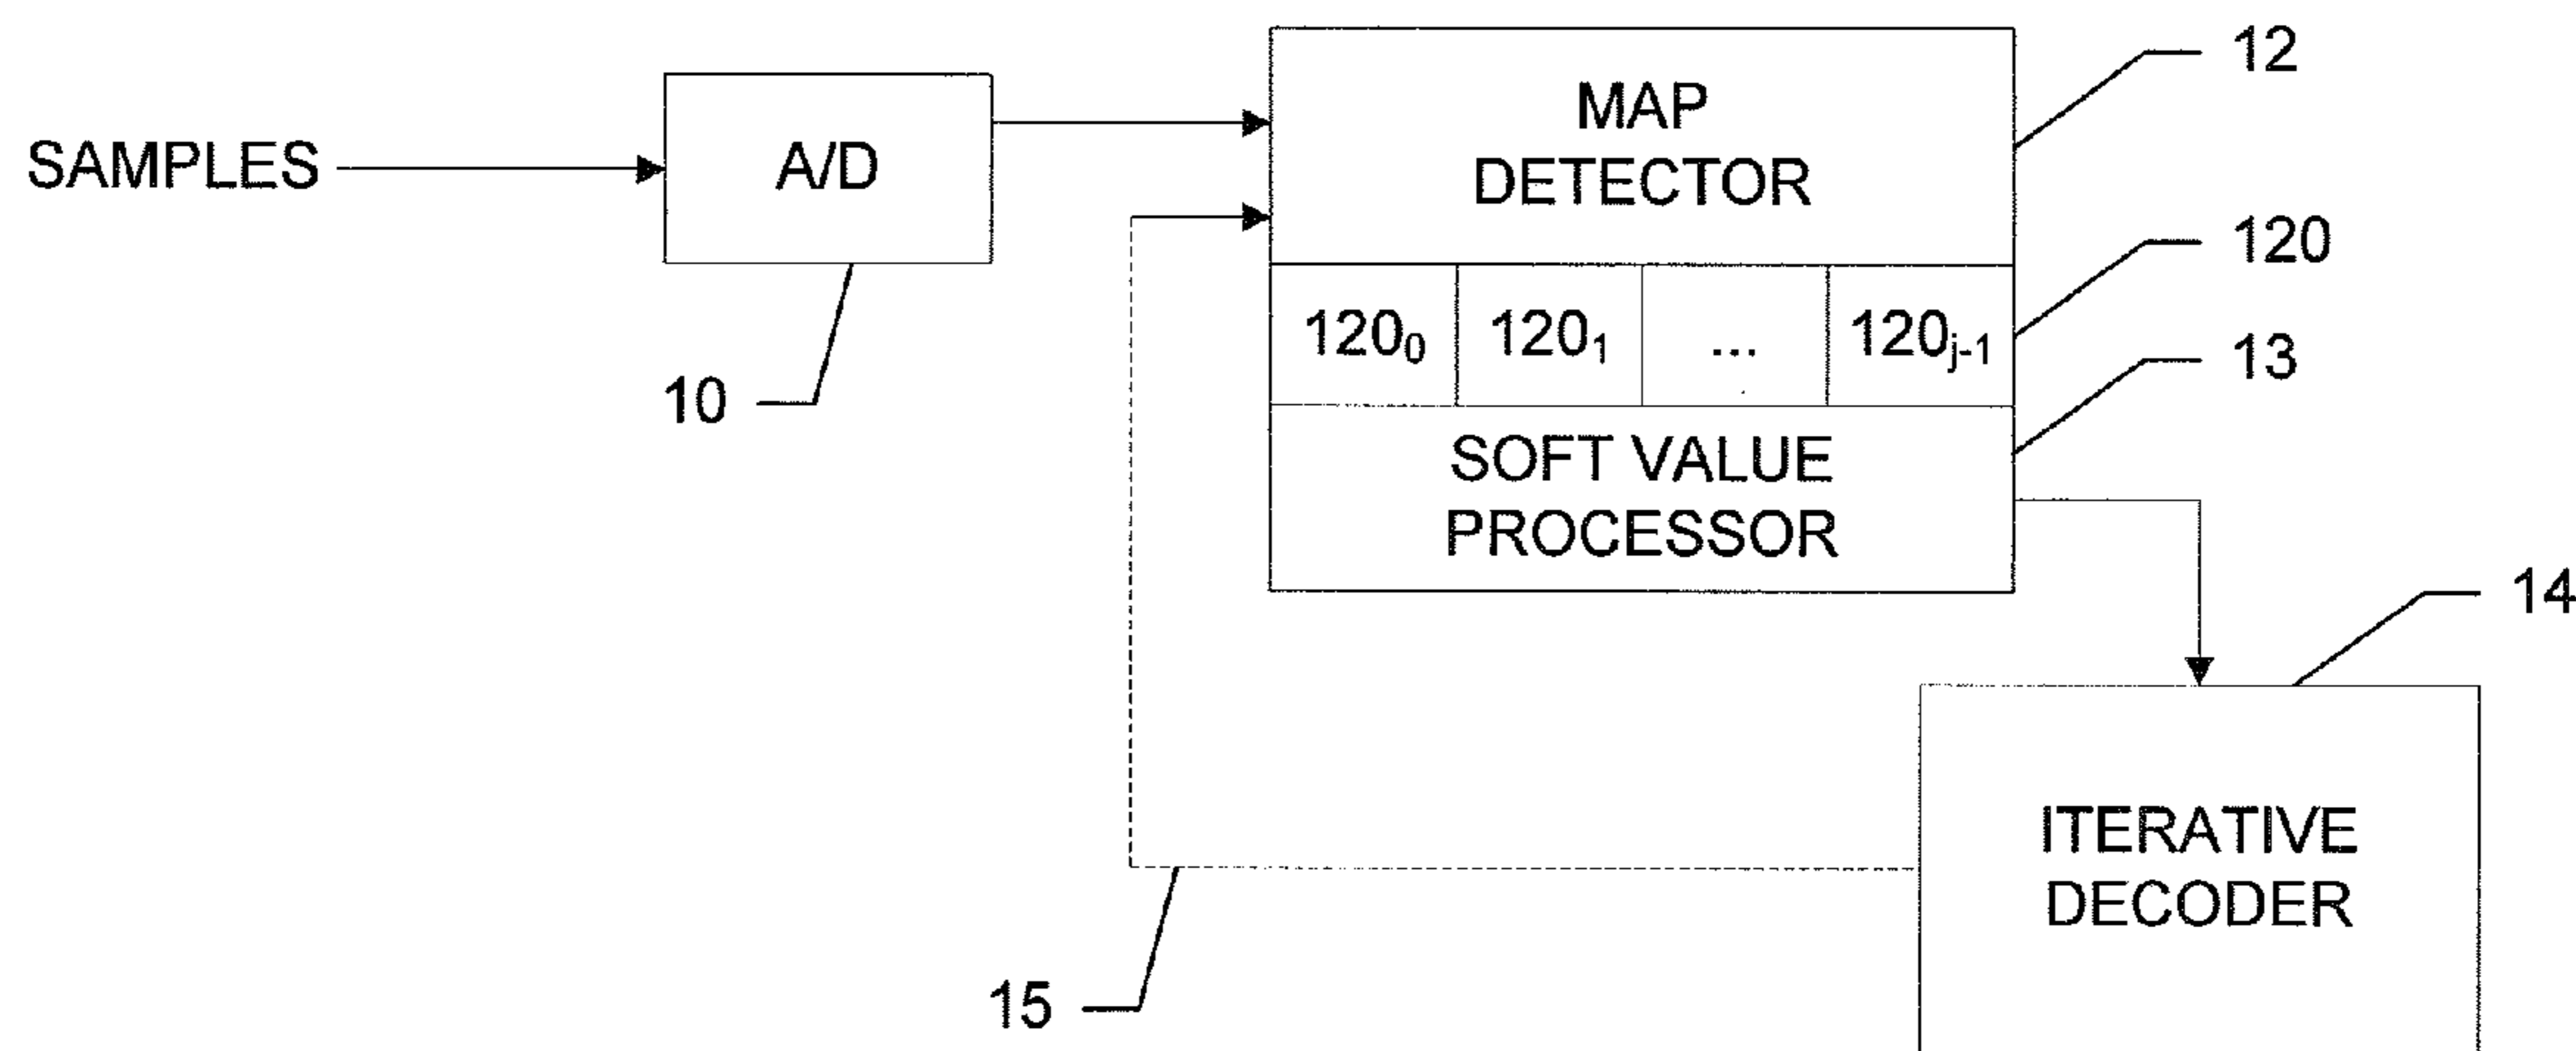 SAMPLES
A/D
10
MAP
DETECTOR
12
120₀ 120₁ ... 120ⱼ₋₁
120
SOFT VALUE
PROCESSOR
13
14
ITERATIVE
DECODER
15